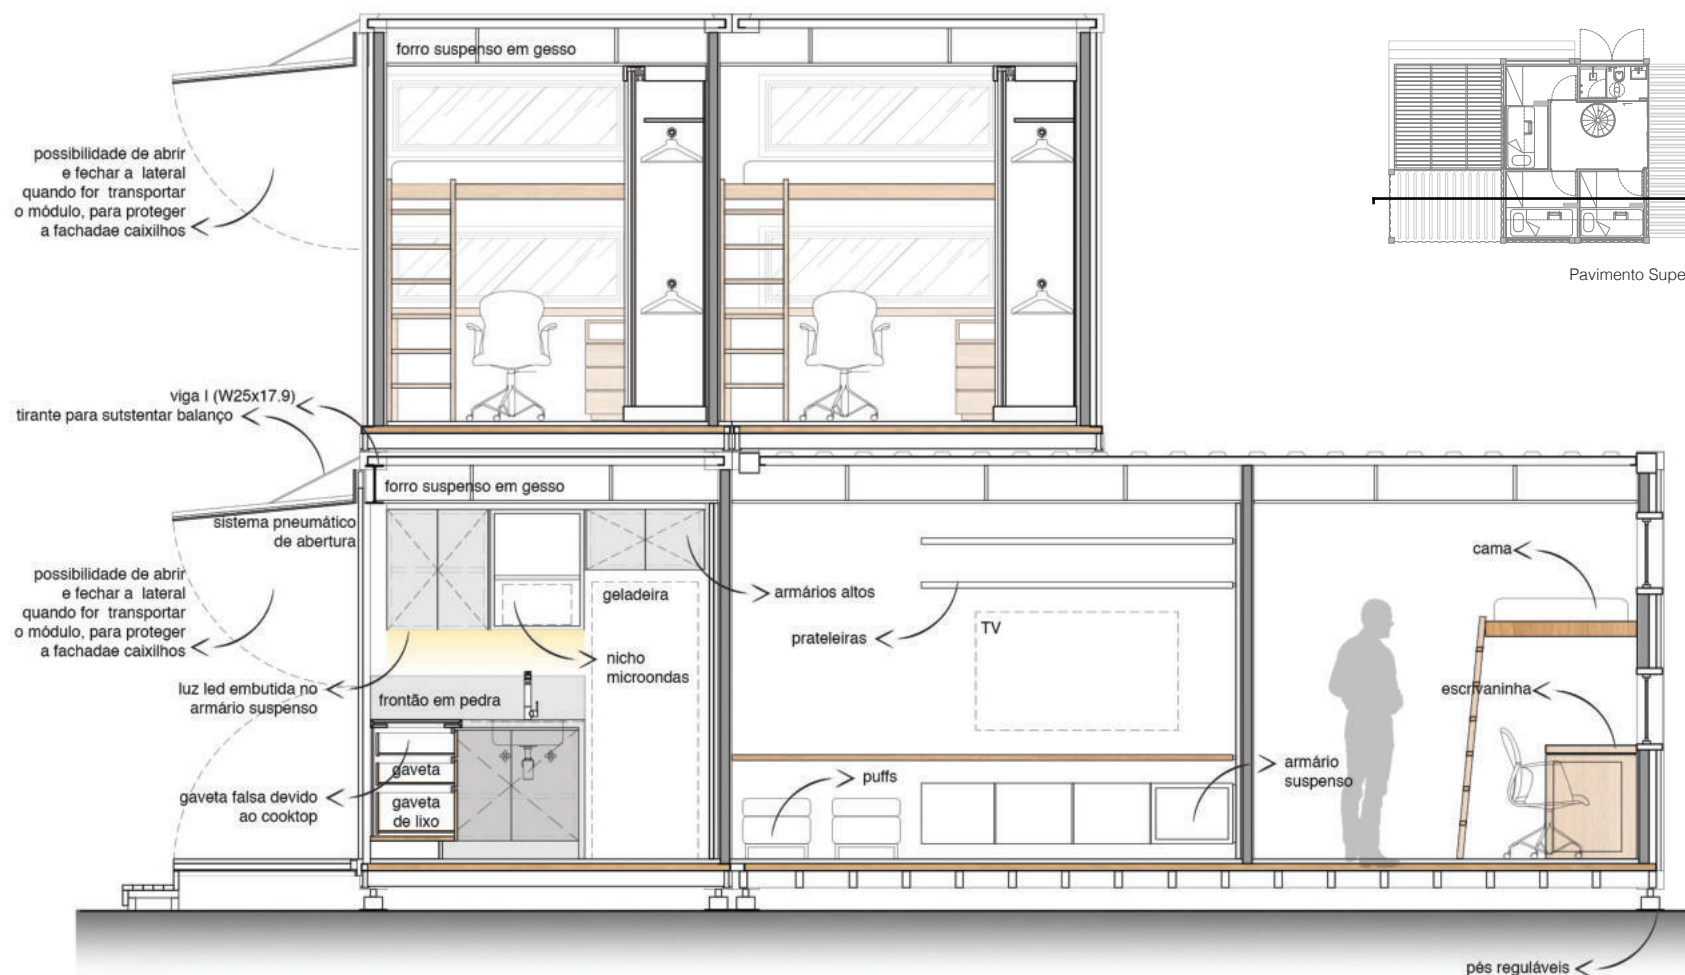 forro suspenso em gesso
possibilidade de abrir
e fechar a lateral
quando for transportar
o módulo, para proteger
a fachadae caixilhos
Pavimento Supe
viga I (W25x17.9)
tirante para sutstentar balanço
forro suspenso em gesso
sistema pneumático
de abertura
possibilidade de abrir
e fechar a lateral
quando for transportar
o módulo, para proteger
a fachadae caixilhos
geladeira
armários altos
nicho
microondas
luz led embutida no
armário suspenso
frontão em pedra
gaveta
gaveta
de lixo
gaveta falsa devido
ao cooktop
prateleiras
TV
puffs
armário
suspenso
cama
escrivaninha
pés reguláveis